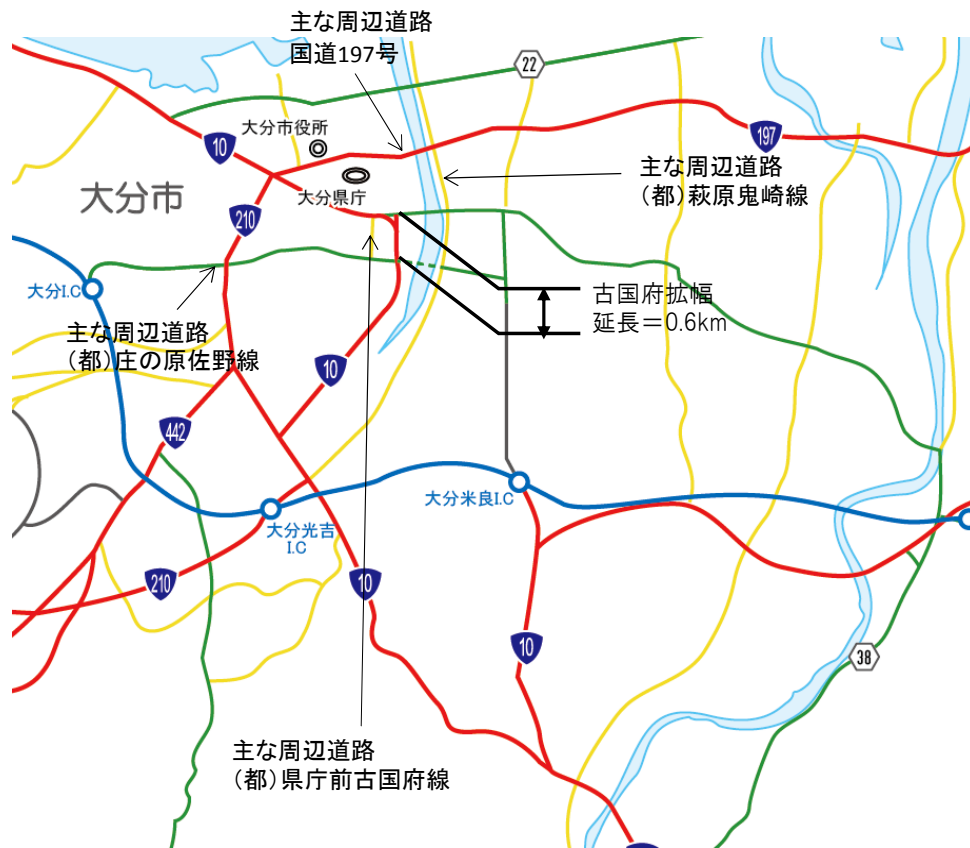 主な周辺道路
国道197号
22
10
大分市役所
197
主な周辺道路
（都）萩原鬼崎線
大分県庁
大分市
210
大分I.C
古国府拡幅
延長＝0.6km
主な周辺道路
（都）庄の原佐野線
10
442
大分米良I.C
大分光吉
I.C
210
10
10
38
主な周辺道路
（都）県庁前古国府線